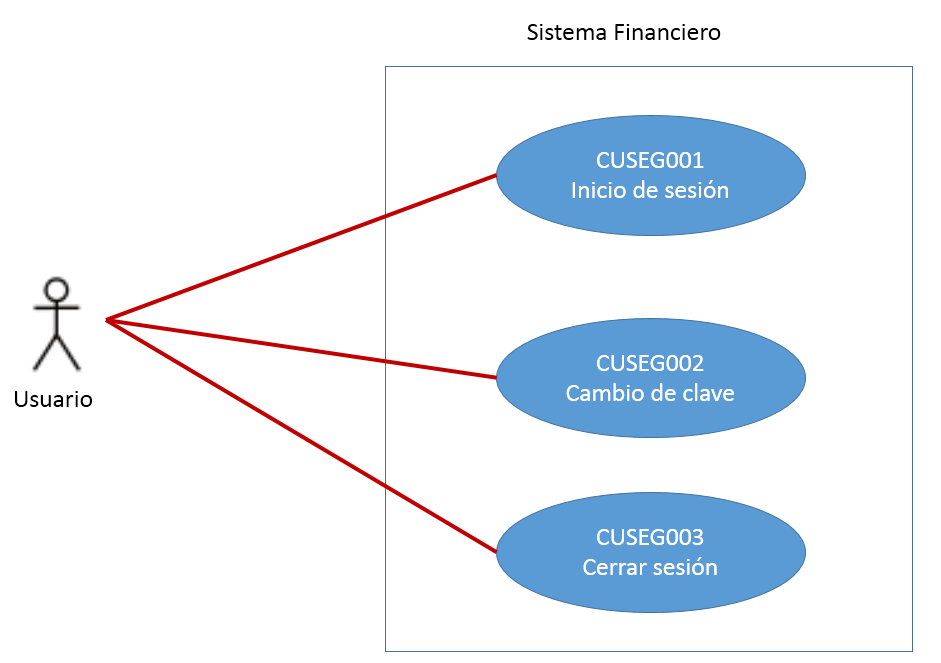 Sistema Financiero
CUSEG001
Inicio de sesión
CUSEG002
Cambio de clave
Usuario
CUSEG003
Cerrar sesión